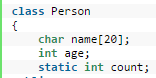 class Person
{
    char name[20];
    int age;
    static int count;